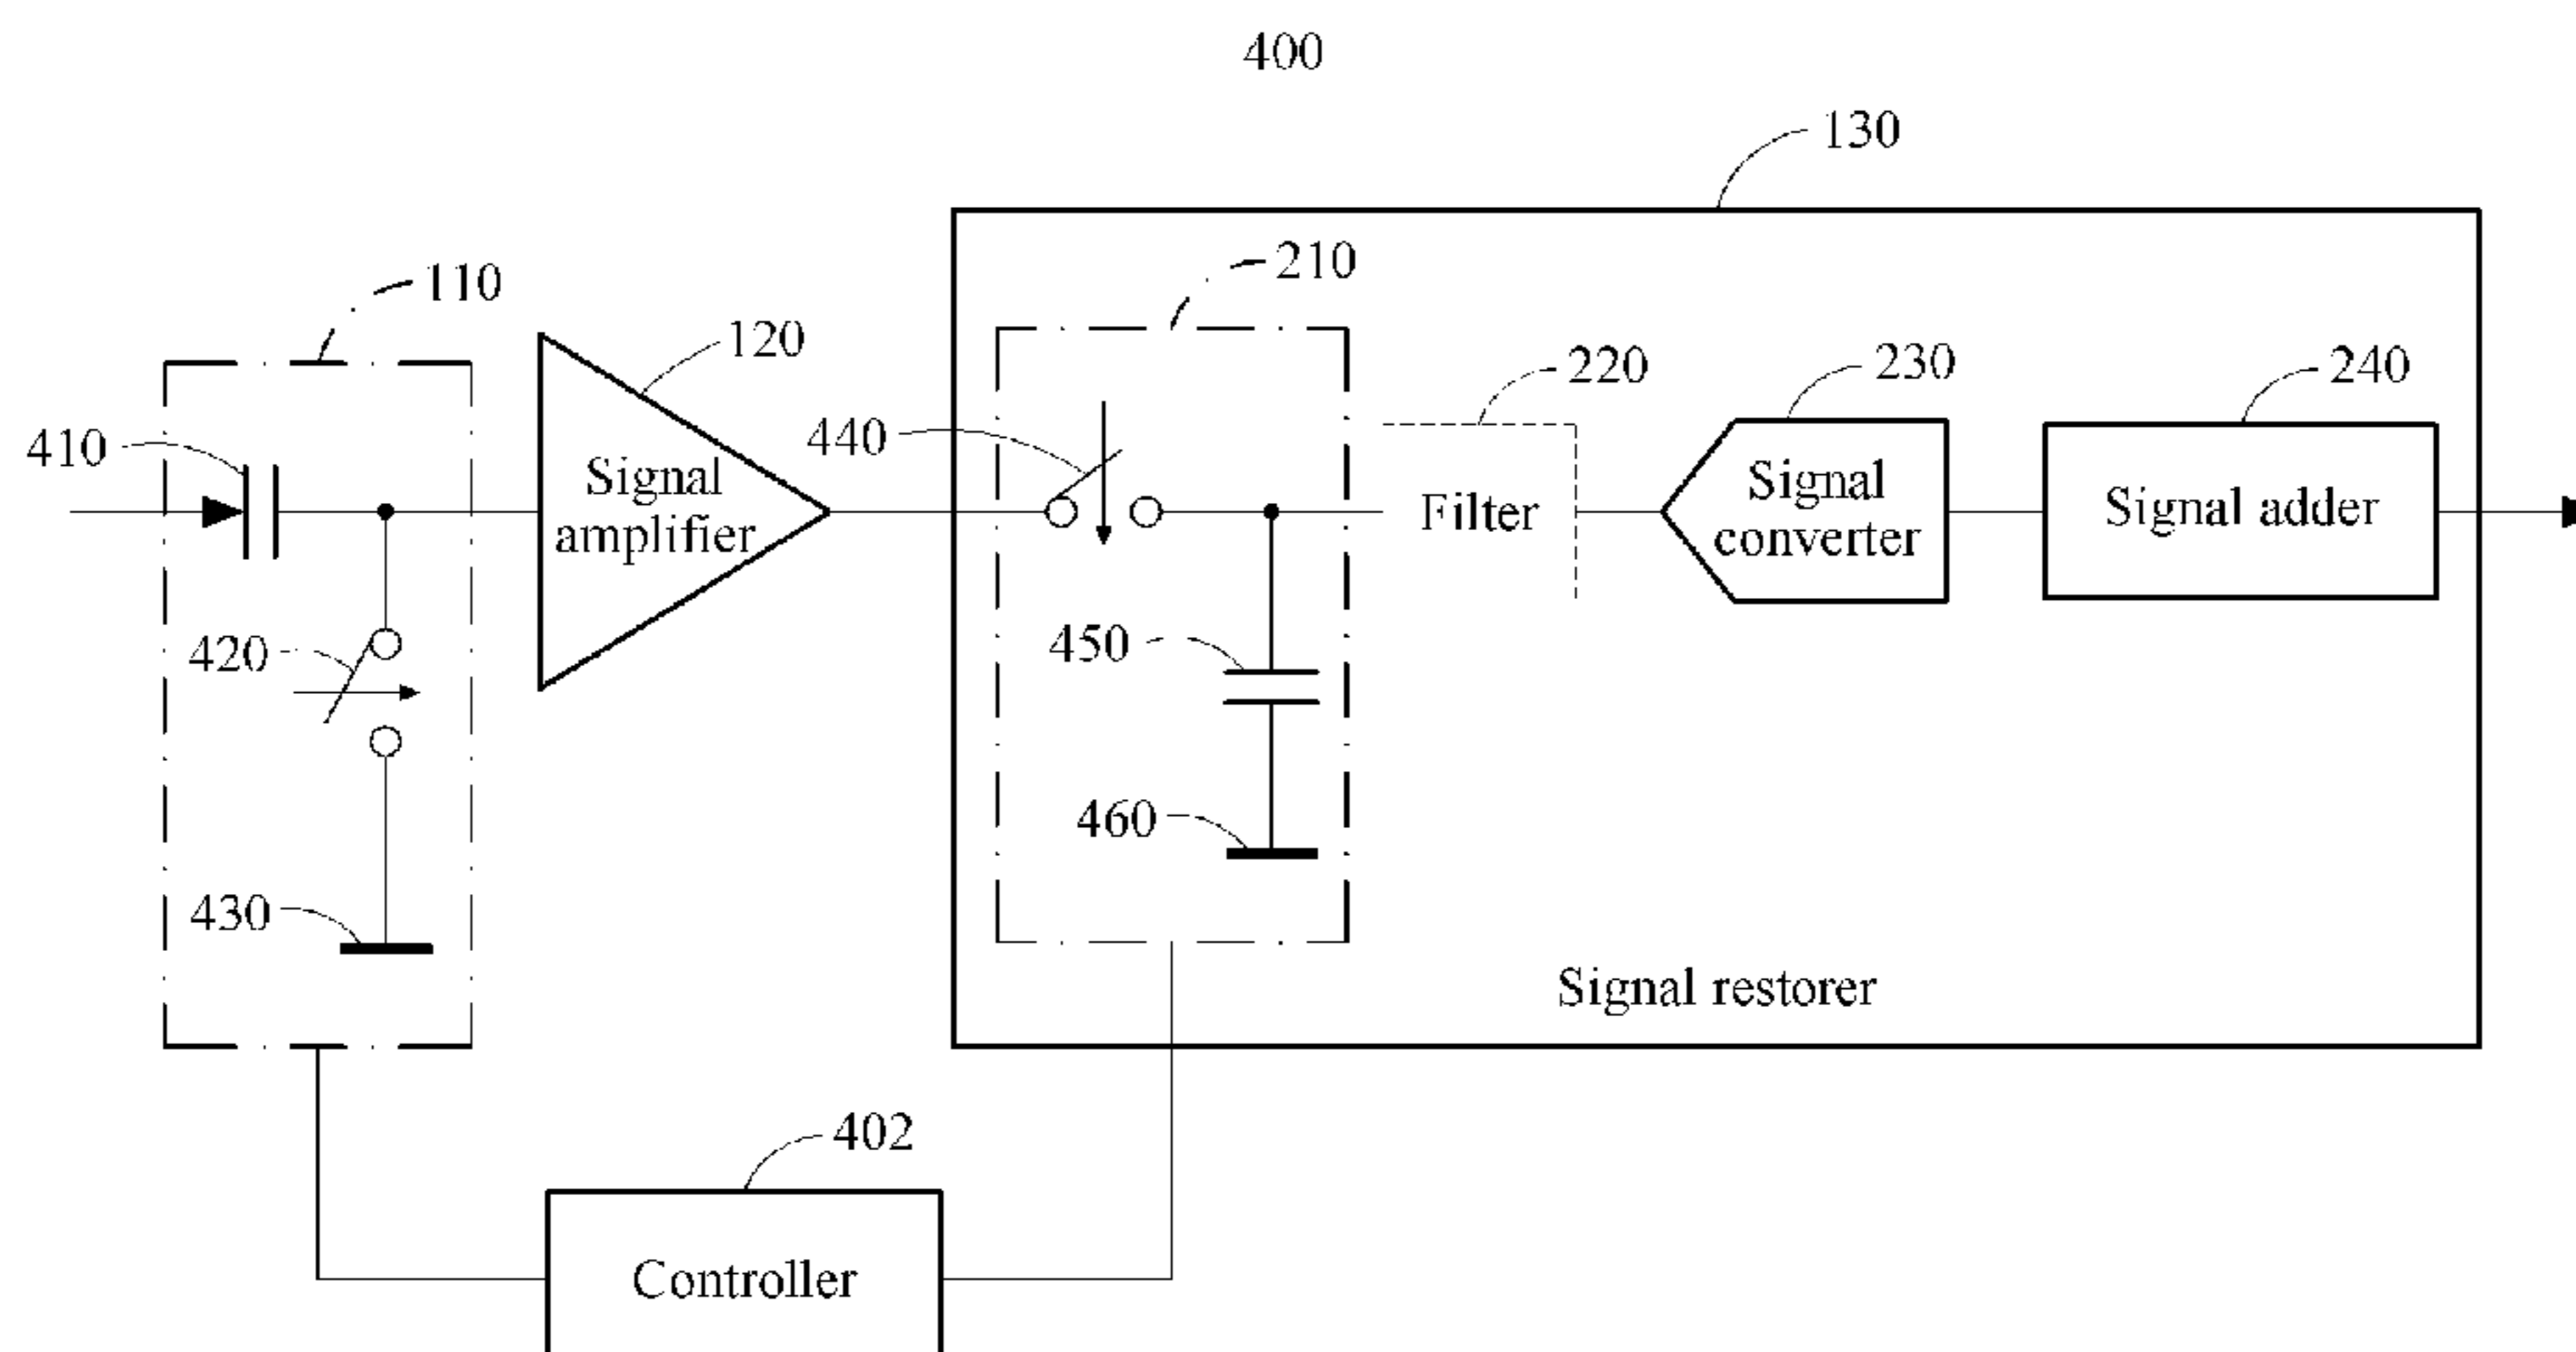 400
130
210
110
120
220
230
240
410
440
Signal
amplifier
Filter
Signal
converter
Signal adder
420
450
460
430
Signal restorer
402
Controller